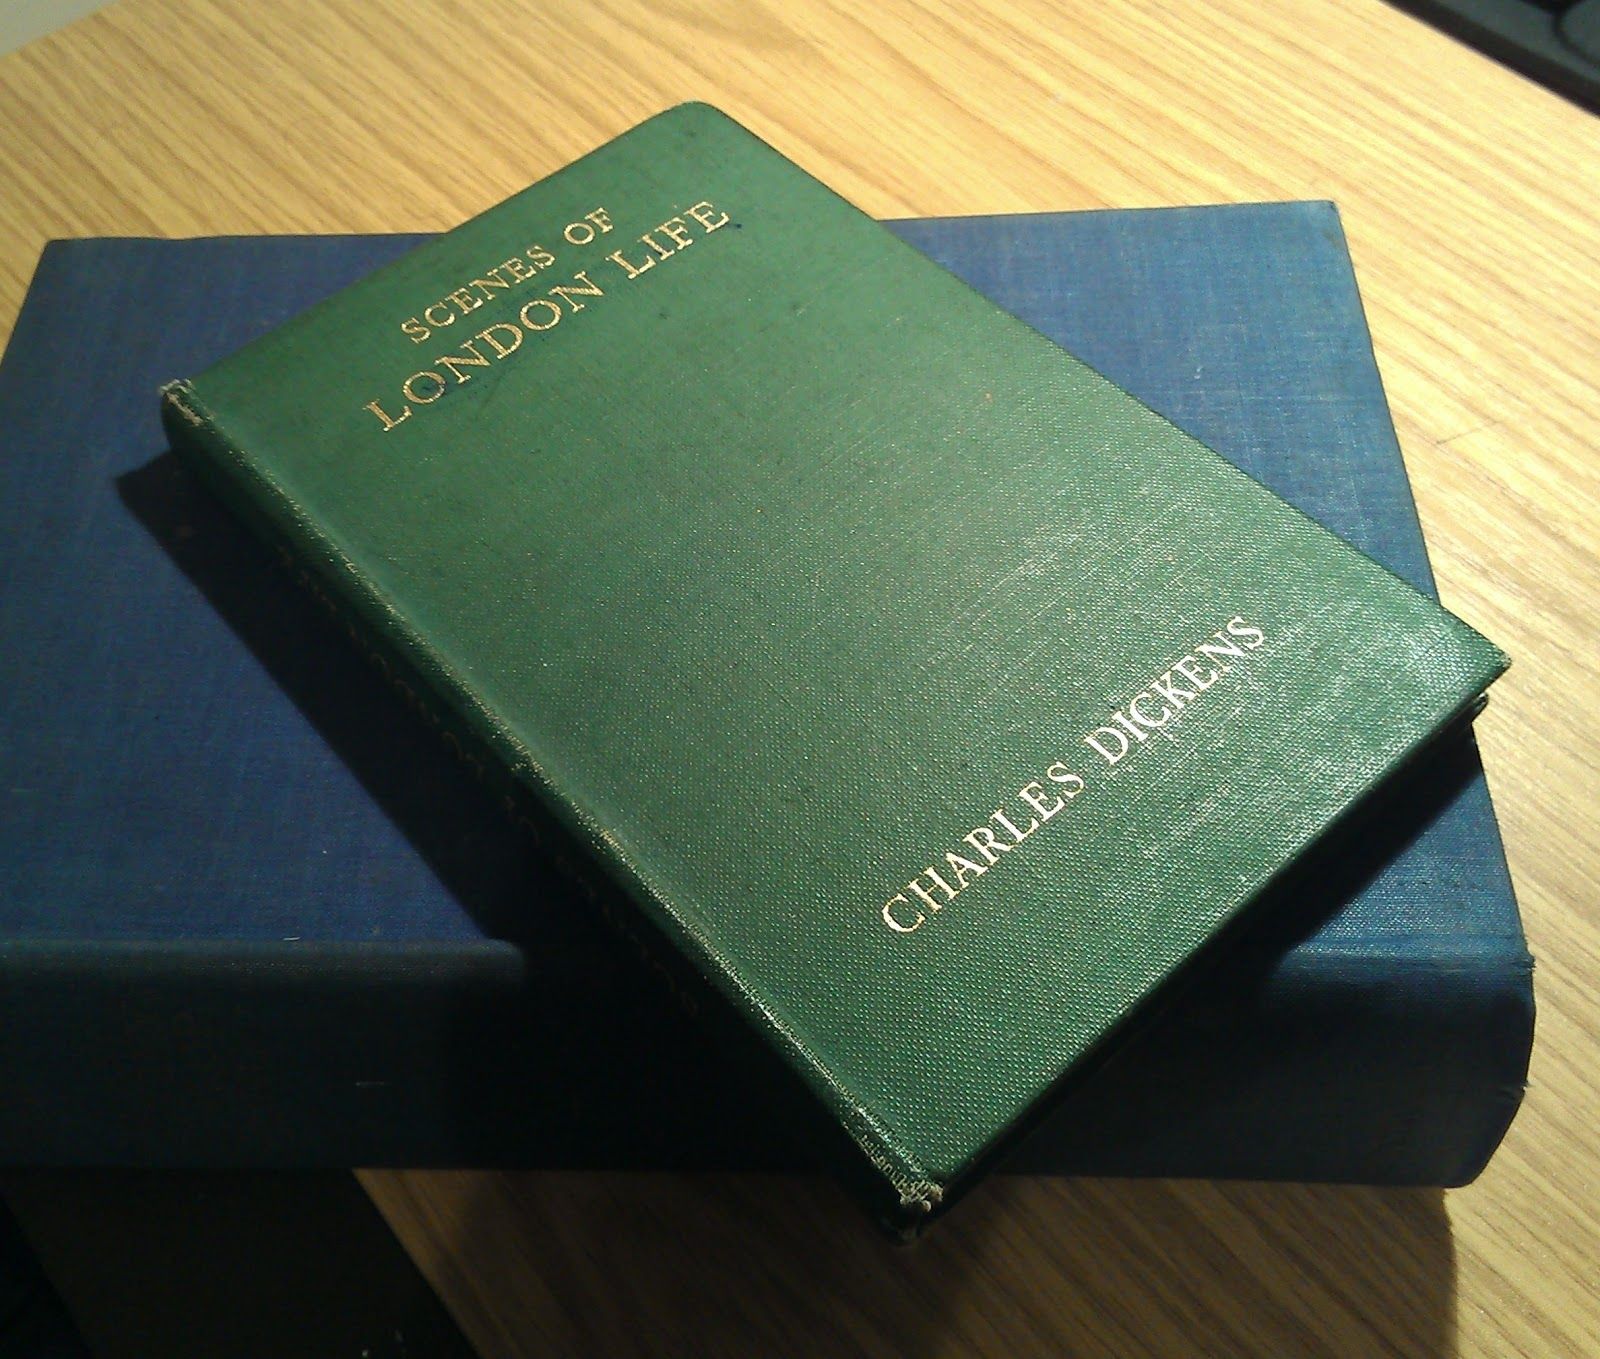 SCENES OF
LONDON LIFE
CHARLES DICKENS